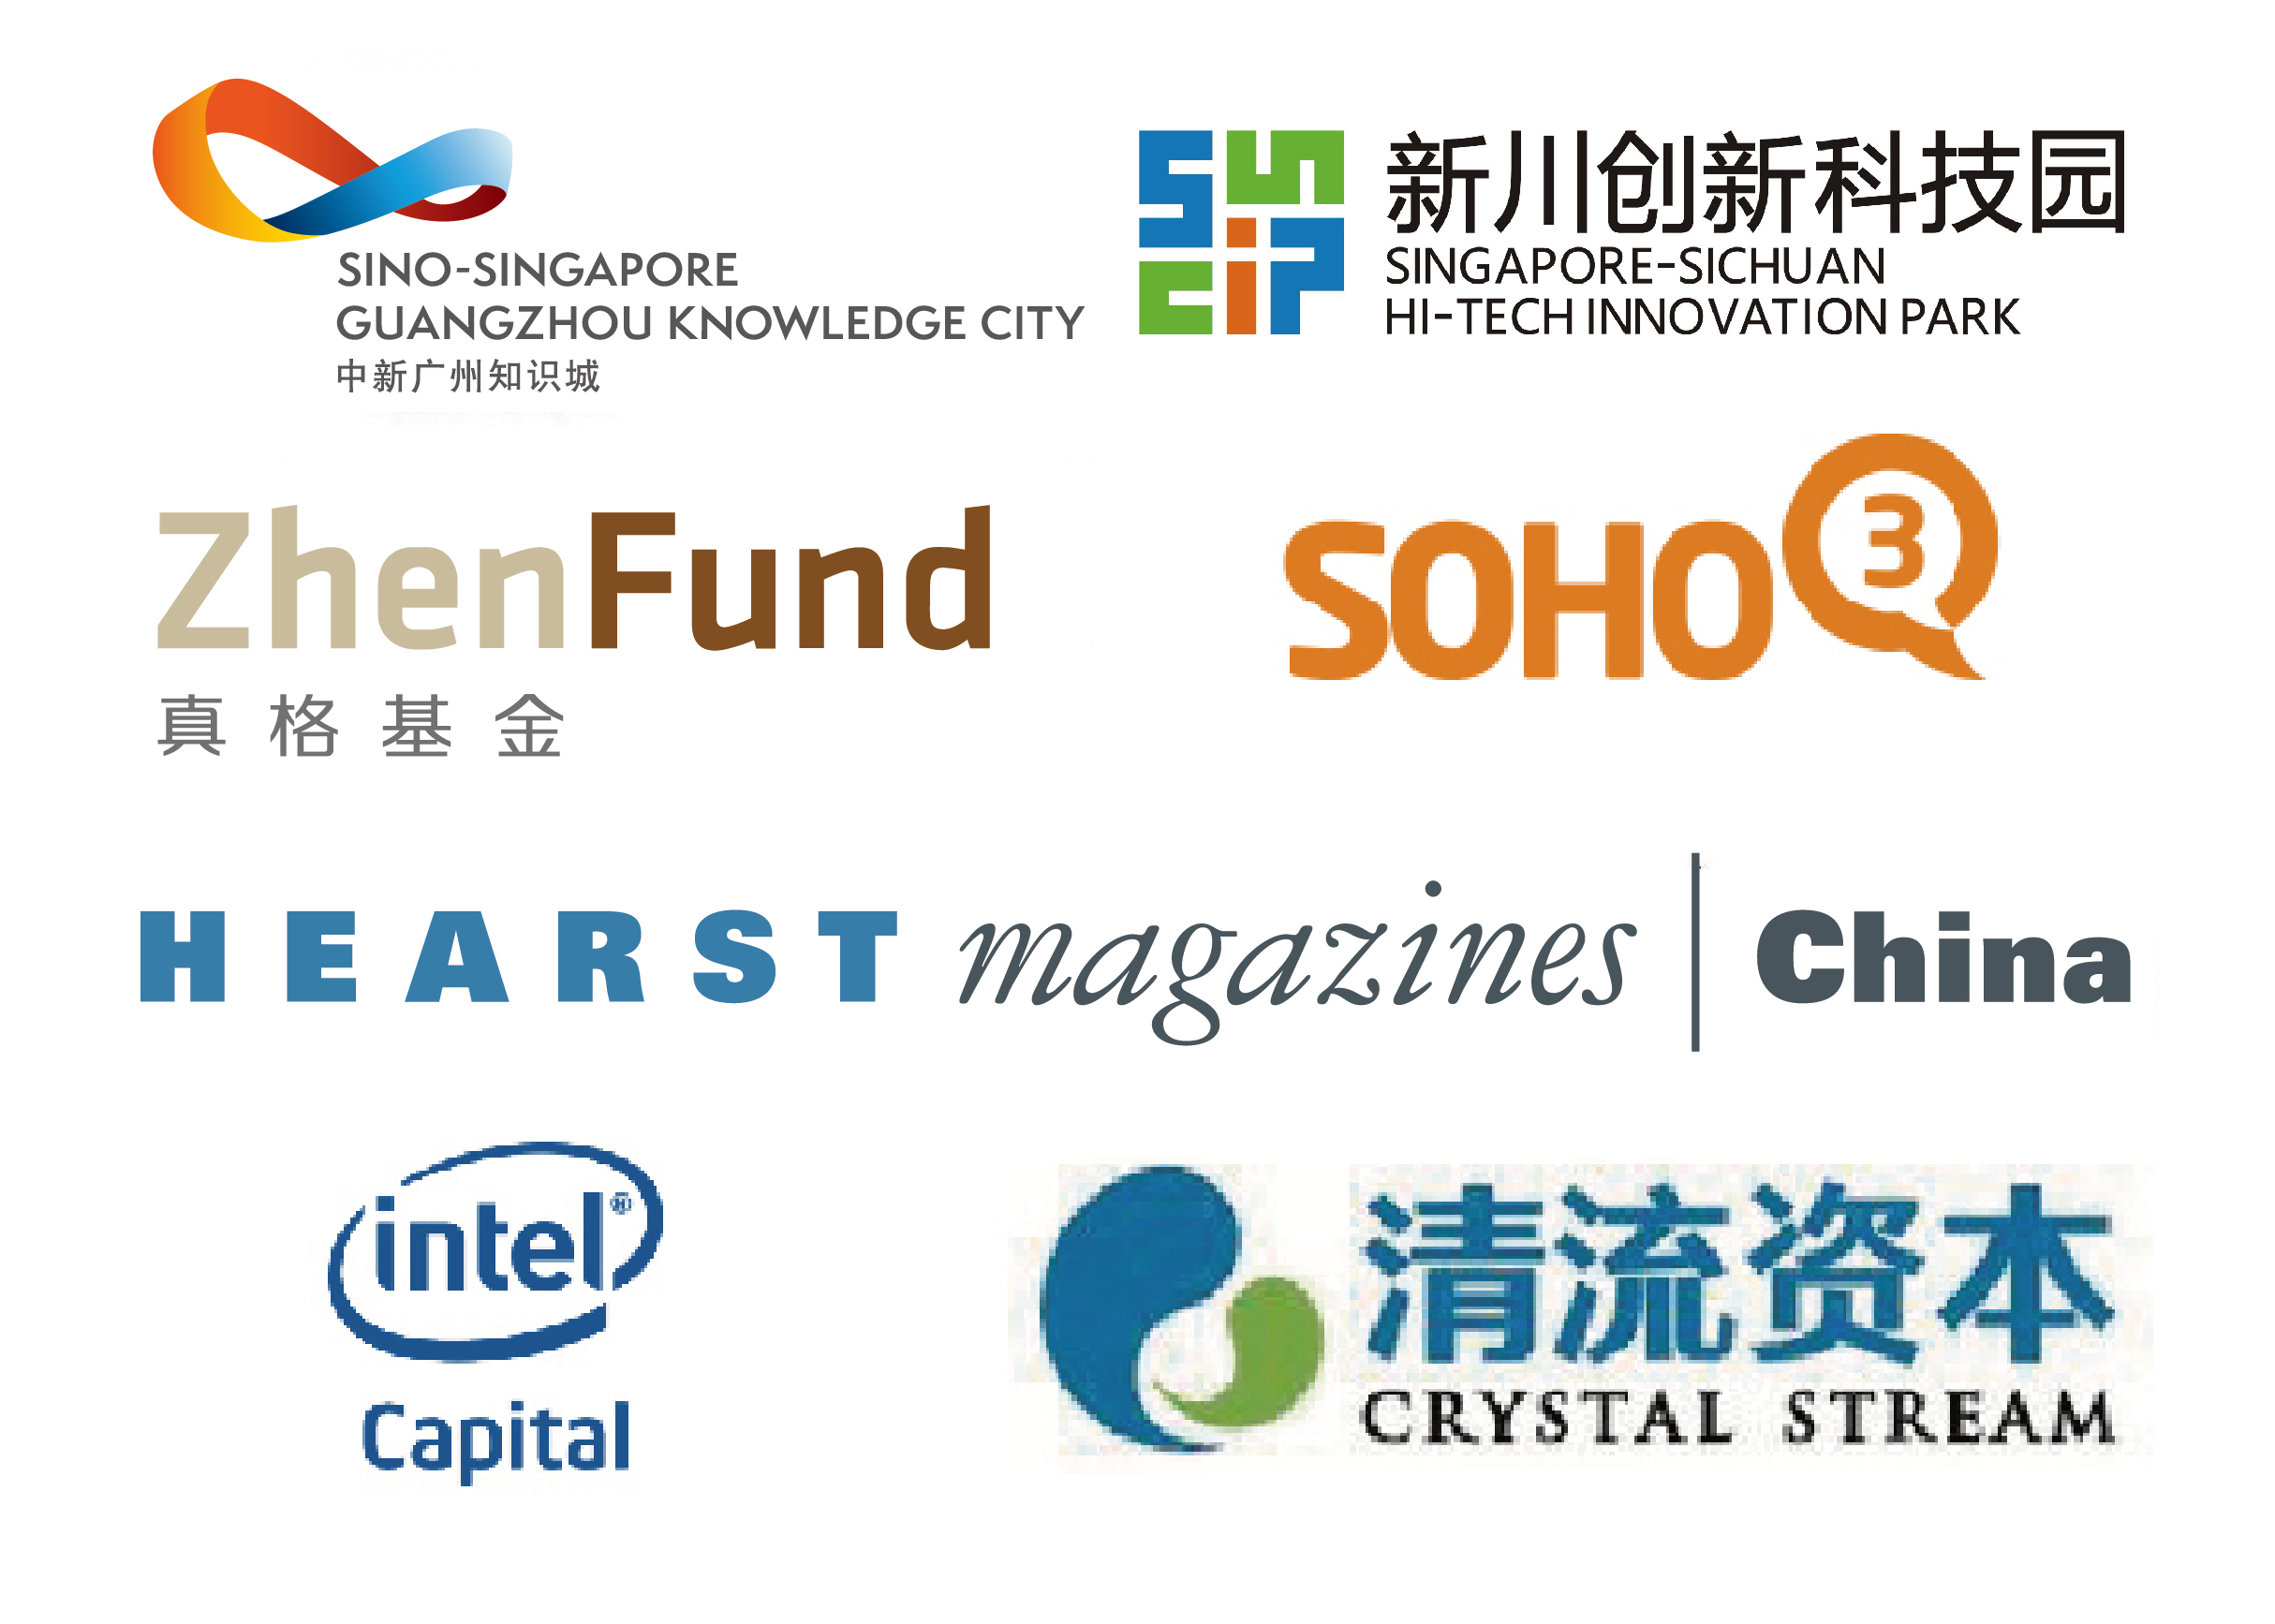 SINO-SINGAPORE
GUANGZHOU KNOWLEDGE CITY
中新广州知识城
SSCIP
新川创新科技园
SINGAPORE-SICHUAN
HI-TECH INNOVATION PARK
ZhenFund
真格基金
SOHO 3Q
HEARST magazines | China
intel®
Capital
清流资本
CRYSTAL STREAM